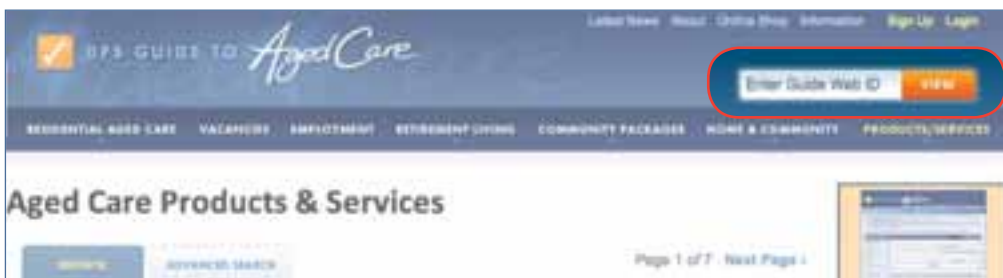 Latest News About Online Shop Information Sign Up Login
DPS GUIDE TO Aged Care
Enter Guide Web ID VIEW
RESIDENTIAL AGED CARE VACANCIES EMPLOYMENT RETIREMENT LIVING COMMUNITY PACKAGES HOME & COMMUNITY PRODUCTS/SERVICES
Aged Care Products & Services
ADVANCED SEARCH
Page 1 of 7 Next Page ›